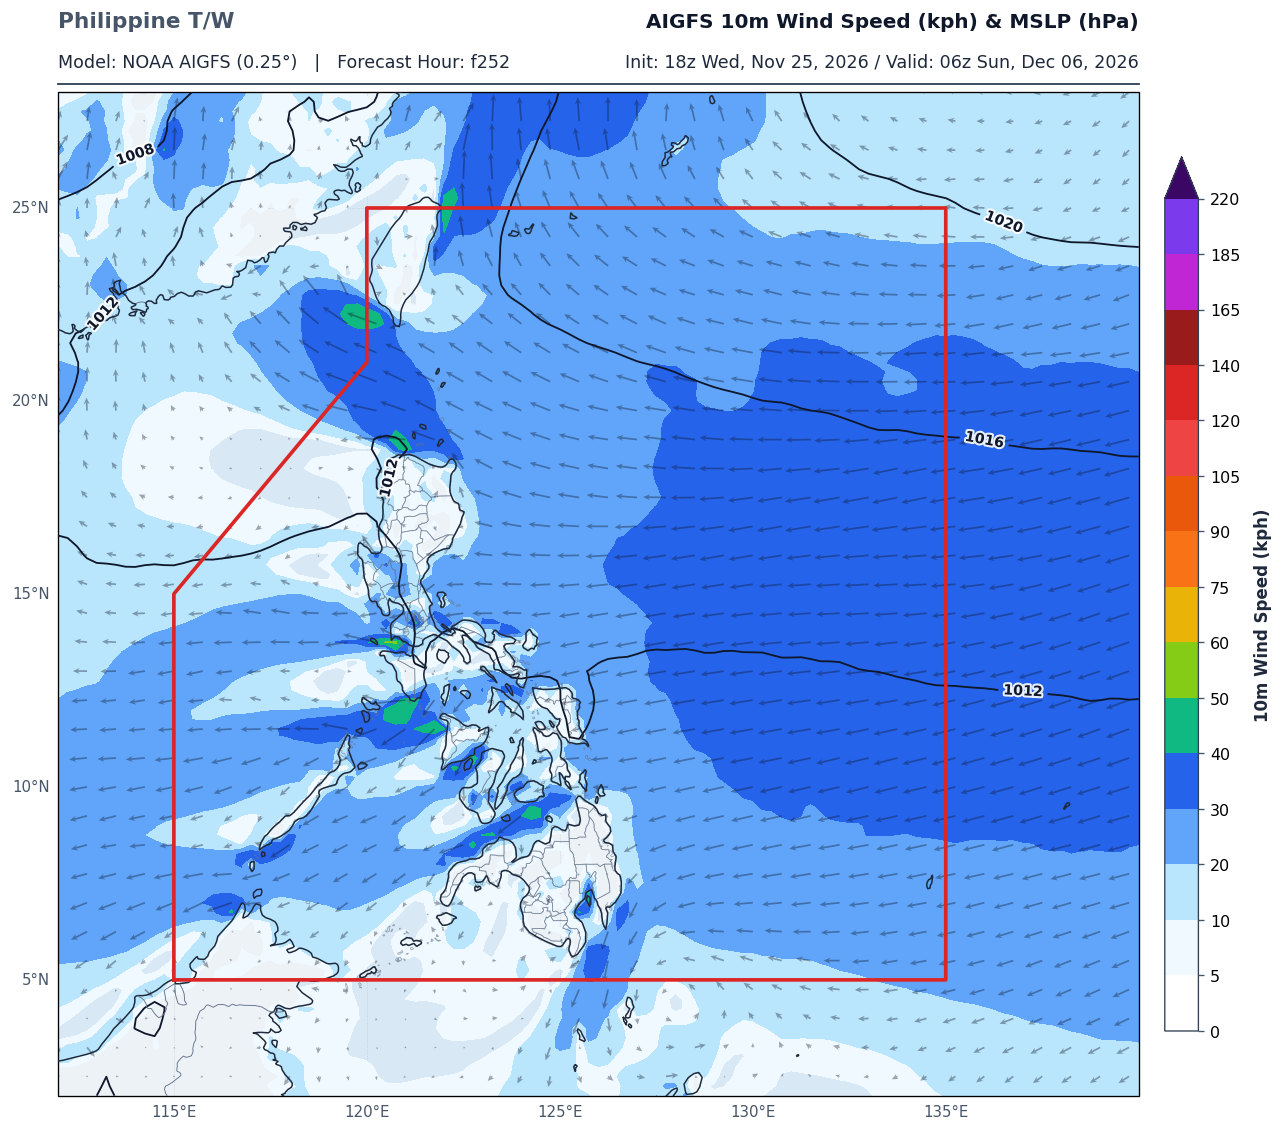 Philippine T/W
AIGFS 10m Wind Speed (kph) & MSLP (hPa)
Model: NOAA AIGFS (0.25°) | Forecast Hour: f252
Init: 18z Wed, Nov 25, 2026 / Valid: 06z Sun, Dec 06, 2026
1008
1020
1012
1016
1012
1012
25°N
20°N
15°N
10°N
5°N
115°E
120°E
125°E
130°E
135°E
220
185
165
140
120
105
90
75
60
50
40
30
20
10
5
0
10m Wind Speed (kph)